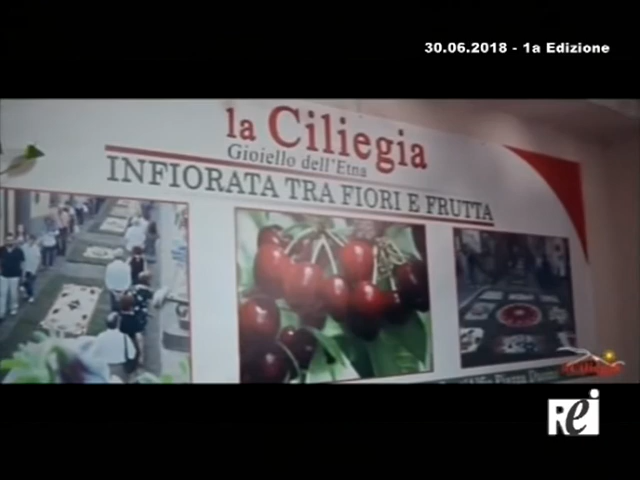 30.06.2018 - 1a Edizione
la Ciliegia
Gioiello dell'Etna
INFIORATA TRA FIORI E FRUTTA
Rei